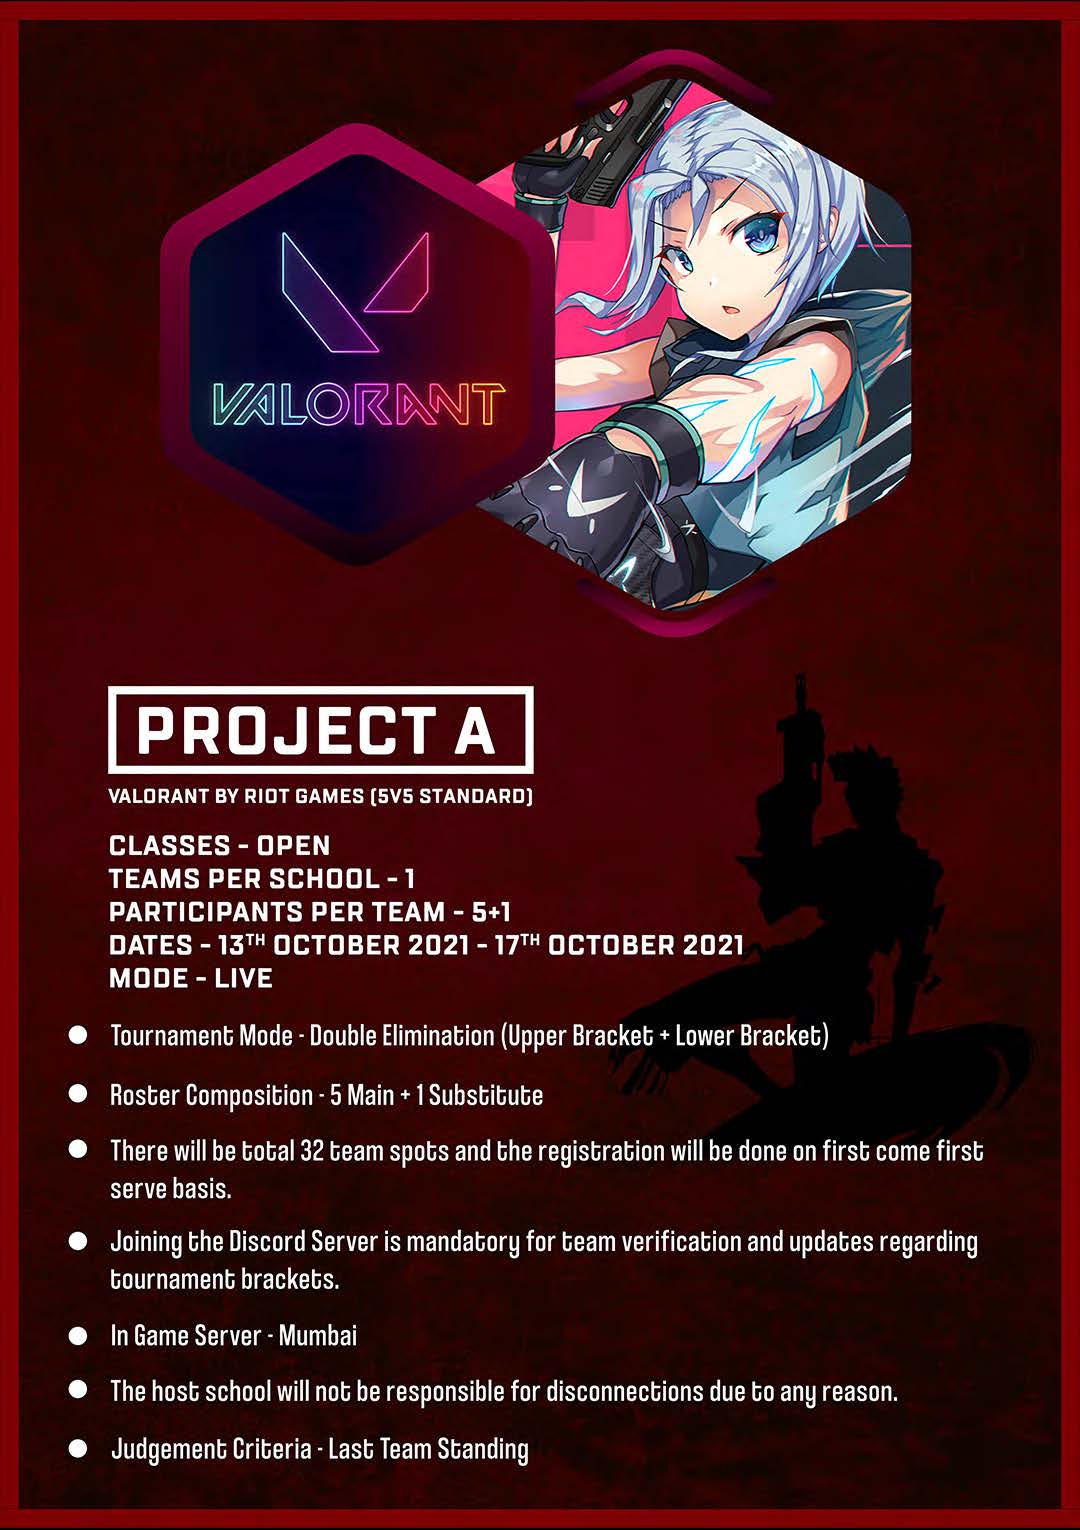 VALORANT
PROJECT A
VALORANT BY RIOT GAMES (5V5 STANDARD)
CLASSES - OPEN
TEAMS PER SCHOOL - 1
PARTICIPANTS PER TEAM - 5+1
DATES - 13TH OCTOBER 2021 - 17TH OCTOBER 2021
MODE - LIVE
● Tournament Mode - Double Elimination (Upper Bracket + Lower Bracket)
● Roster Composition - 5 Main + 1 Substitute
● There will be total 32 team spots and the registration will be done on first come first
serve basis.
● Joining the Discord Server is mandatory for team verification and updates regarding
tournament brackets.
● In Game Server - Mumbai
● The host school will not be responsible for disconnections due to any reason.
● Judgement Criteria - Last Team Standing